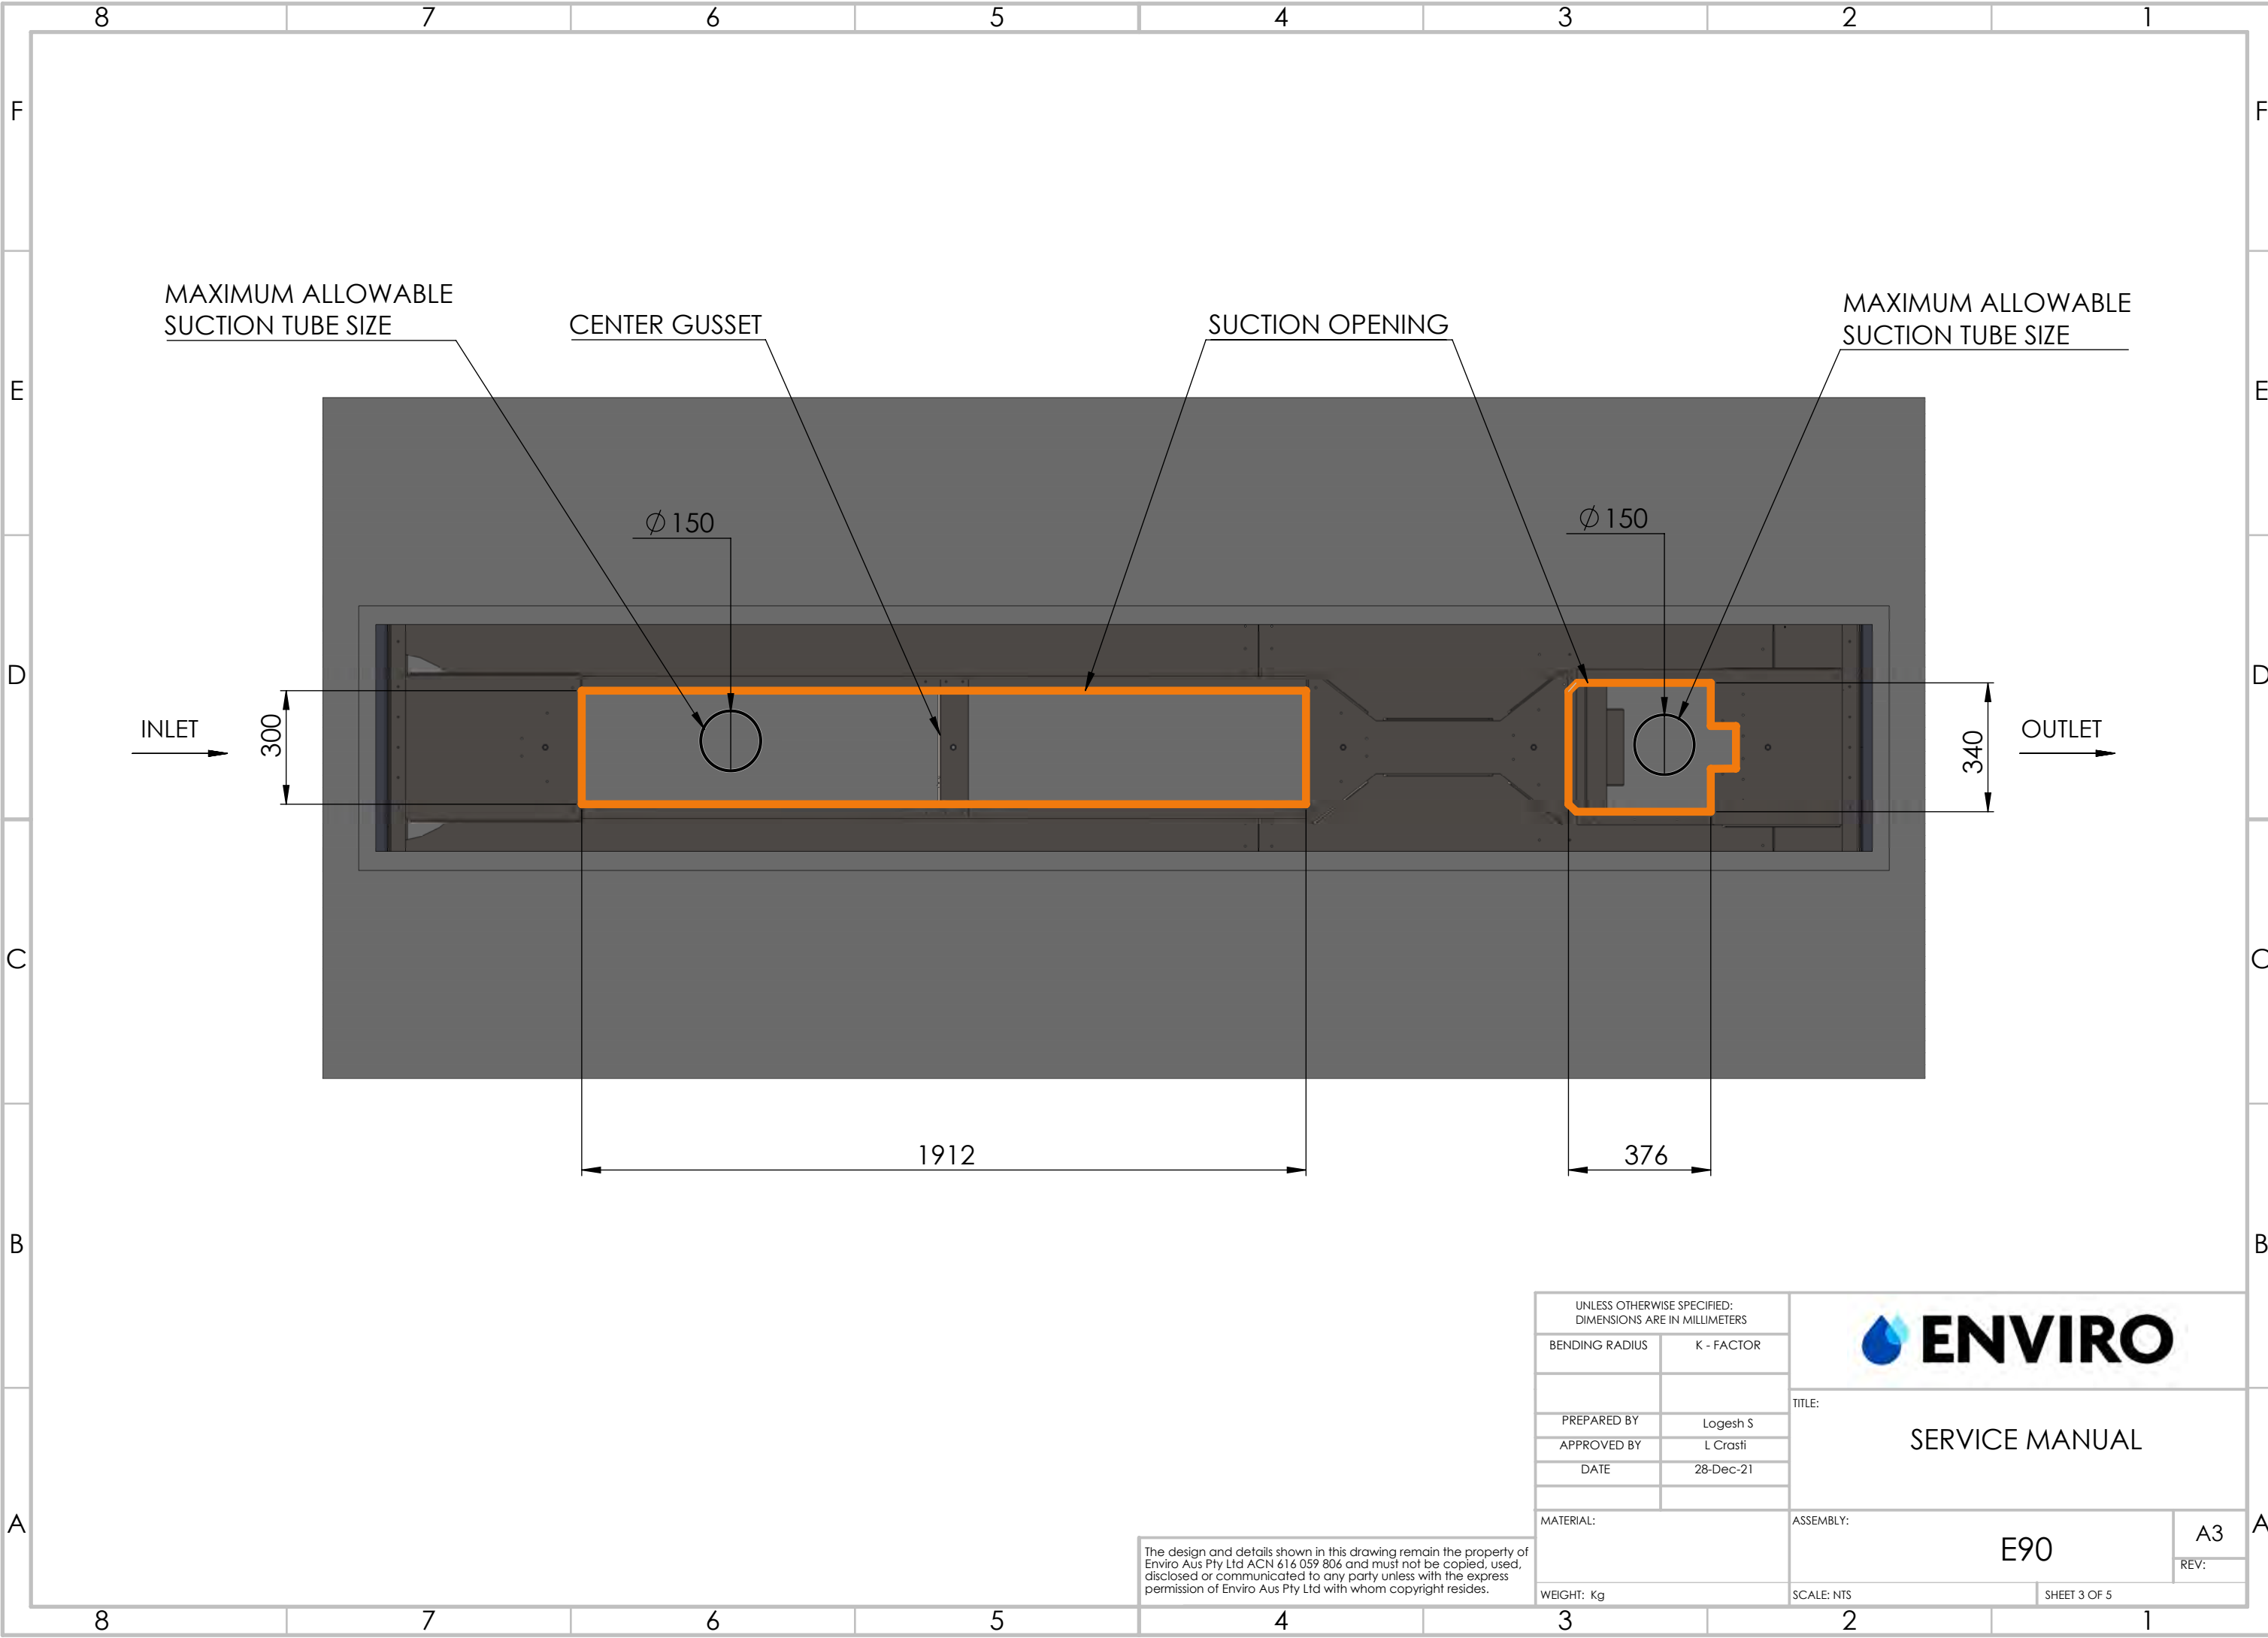 8 7 6 5 4 3 2 1
F F
MAXIMUM ALLOWABLE
SUCTION TUBE SIZE
CENTER GUSSET
SUCTION OPENING
MAXIMUM ALLOWABLE
SUCTION TUBE SIZE
E E
∅ 150
∅ 150
D D
INLET
300
340
OUTLET
C C
1912
376
B B
UNLESS OTHERWISE SPECIFIED:
DIMENSIONS ARE IN MILLIMETERS
BENDING RADIUS K - FACTOR
ENVIRO
PREPARED BY Logesh S
APPROVED BY L Crasti
DATE 28-Dec-21
TITLE:
SERVICE MANUAL
A A
MATERIAL:
WEIGHT: Kg
ASSEMBLY:
E90
A3
REV:
SCALE: NTS
SHEET 3 OF 5
The design and details shown in this drawing remain the property of
Enviro Aus Pty Ltd ACN 616 059 806 and must not be copied, used,
disclosed or communicated to any party unless with the express
permission of Enviro Aus Pty Ltd with whom copyright resides.
8 7 6 5 4 3 2 1